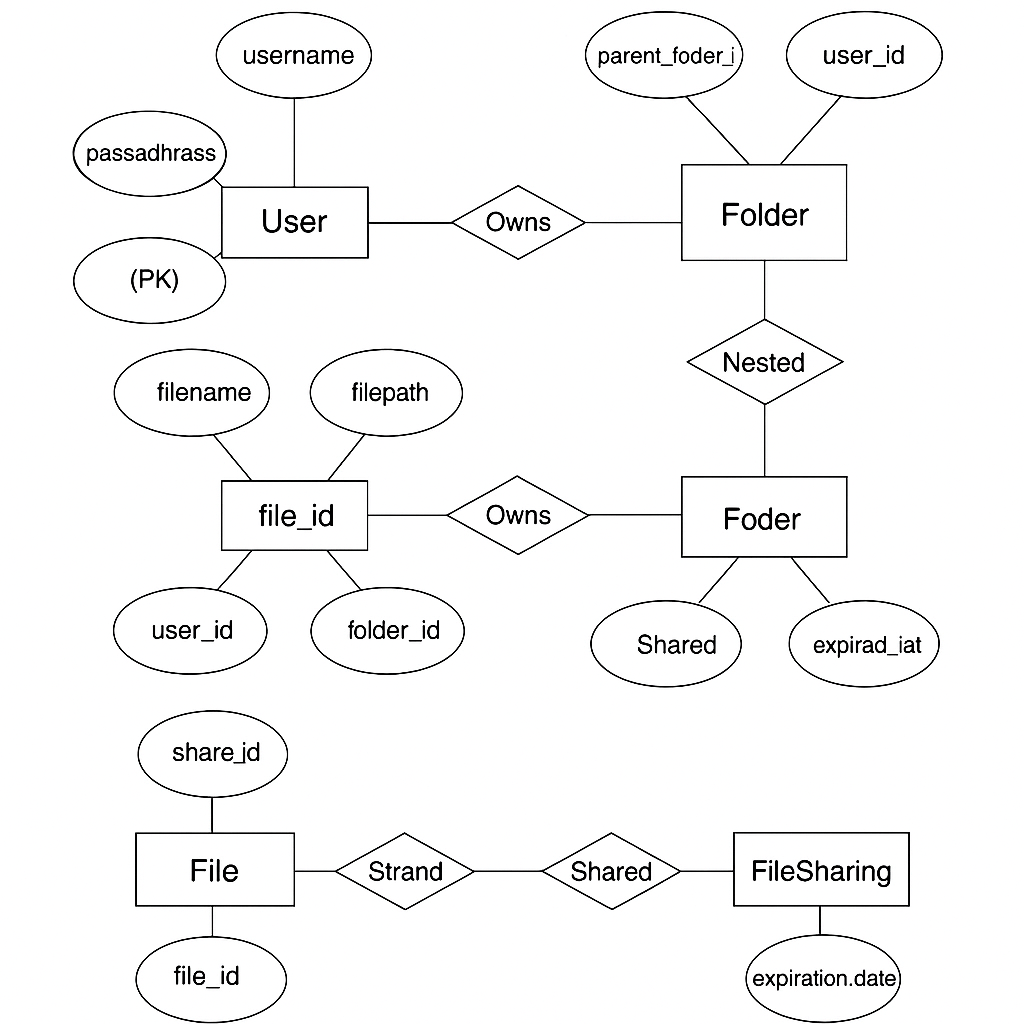 username
parent_foder_i
user_id
passadhrass
User
Owns
Folder
(PK)
Nested
filename
filepath
file_id
Owns
Foder
user_id
folder_id
Shared
expirad_iat
share_id
File
Strand
Shared
FileSharing
file_id
expiration.date